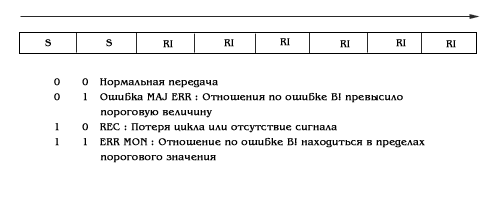 S S RI RI RI RI RI RI
0 0 Нормальная передача
0 1 Ошибка MAJ ERR : Отношения по ошибке BI превысило
пороговую величину
1 0 REC : Потеря цикла или отсутствие сигнала
1 1 ERR MON : Отношение по ошибке BI находиться в пределах
порогового значения